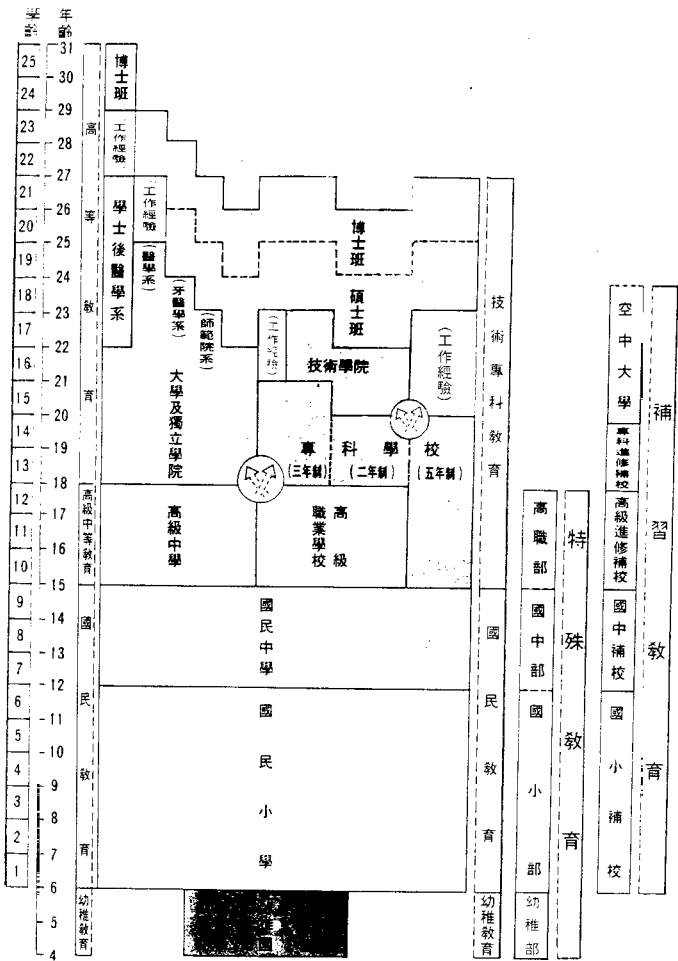 學齡
年齡
25
24
23
22
21
20
19
18
17
16
15
14
13
12
11
10
9
8
7
6
5
4
3
2
1
31
30
29
28
27
26
25
24
23
22
21
20
19
18
17
16
15
14
13
12
11
10
9
8
7
6
5
4
高等教育
高級中等教育
國民教育
幼稚教育
博士班
工作經驗
學士後醫學系
工作經驗
(醫學系)
(牙醫學系)
(師範院系)
大學及獨立學院
博士班
碩士班
(工作經驗)
技術學院
(工作經驗)
專科學校
(三年制)
(二年制)
(五年制)
高級中學
高級
職業學校
國民中學
國民小學
技術專科教育
國民教育
幼稚教育
高職部
國中部
國小部
幼稚部
特殊教育
空中大學
專科進修補校
高級進修補校
國中補校
國小補校
補習教育